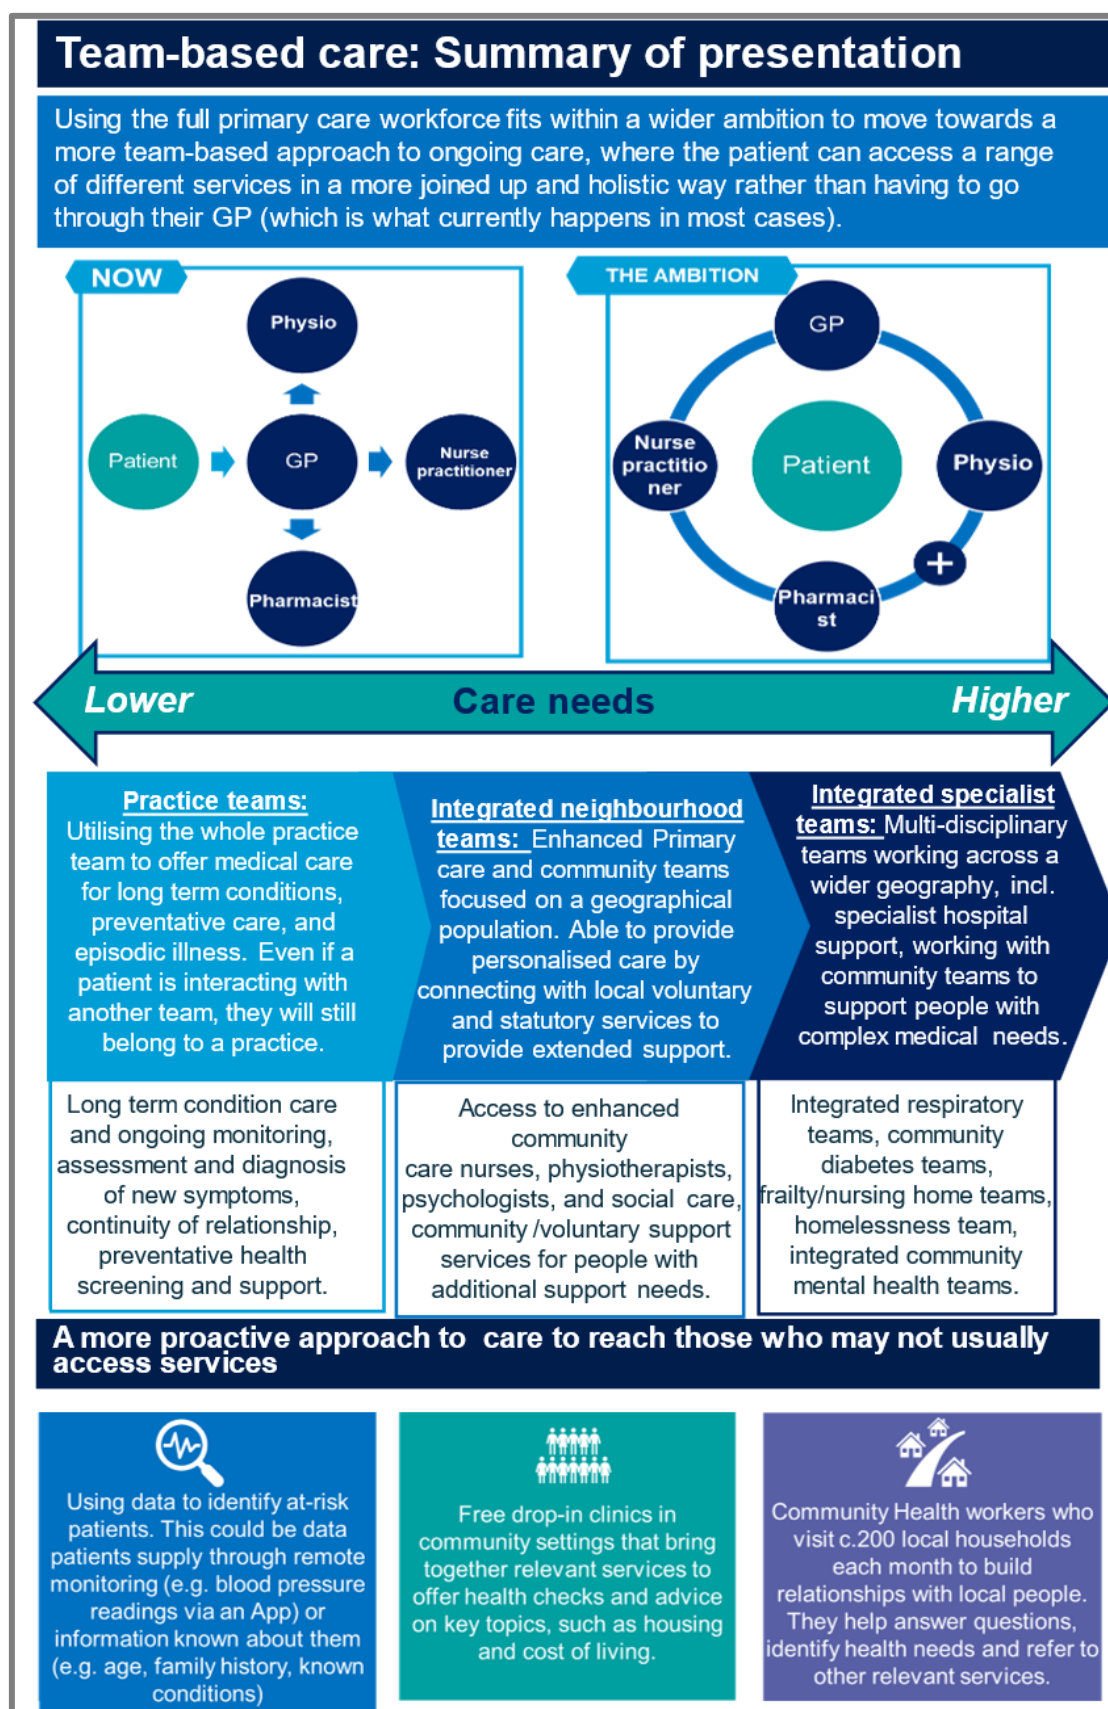 Team-based care: Summary of presentation
Using the full primary care workforce fits within a wider ambition to move towards a
more team-based approach to ongoing care, where the patient can access a range
of different services in a more joined up and holistic way rather than having to go
through their GP (which is what currently happens in most cases).
NOW
Physio
Patient
GP
Nurse
practitioner
Pharmacist
THE AMBITION
GP
Nurse
practitio
ner
Patient
Physio
+
Pharmaci
st
Lower
Care needs
Higher
Practice teams:
Utilising the whole practice
team to offer medical care
for long term conditions,
preventative care, and
episodic illness. Even if a
patient is interacting with
another team, they will still
belong to a practice.
Integrated neighbourhood
teams: Enhanced Primary
care and community teams
focused on a geographical
population. Able to provide
personalised care by
connecting with local voluntary
and statutory services to
provide extended support.
Integrated specialist
teams: Multi-disciplinary
teams working across a
wider geography, incl.
specialist hospital
support, working with
community teams to
support people with
complex medical needs.
Long term condition care
and ongoing monitoring,
assessment and diagnosis
of new symptoms,
continuity of relationship,
preventative health
screening and support.
Access to enhanced
community
care nurses, physiotherapists,
psychologists, and social care,
community /voluntary support
services for people with
additional support needs.
Integrated respiratory
teams, community
diabetes teams,
frailty/nursing home teams,
homelessness team,
integrated community
mental health teams.
A more proactive approach to care to reach those who may not usually
access services
Using data to identify at-risk
patients. This could be data
patients supply through remote
monitoring (e.g. blood pressure
readings via an App) or
information known about them
(e.g. age, family history, known
conditions)
Free drop-in clinics in
community settings that bring
together relevant services to
offer health checks and advice
on key topics, such as housing
and cost of living.
Community Health workers who
visit c.200 local households
each month to build
relationships with local people.
They help answer questions,
identify health needs and refer to
other relevant services.